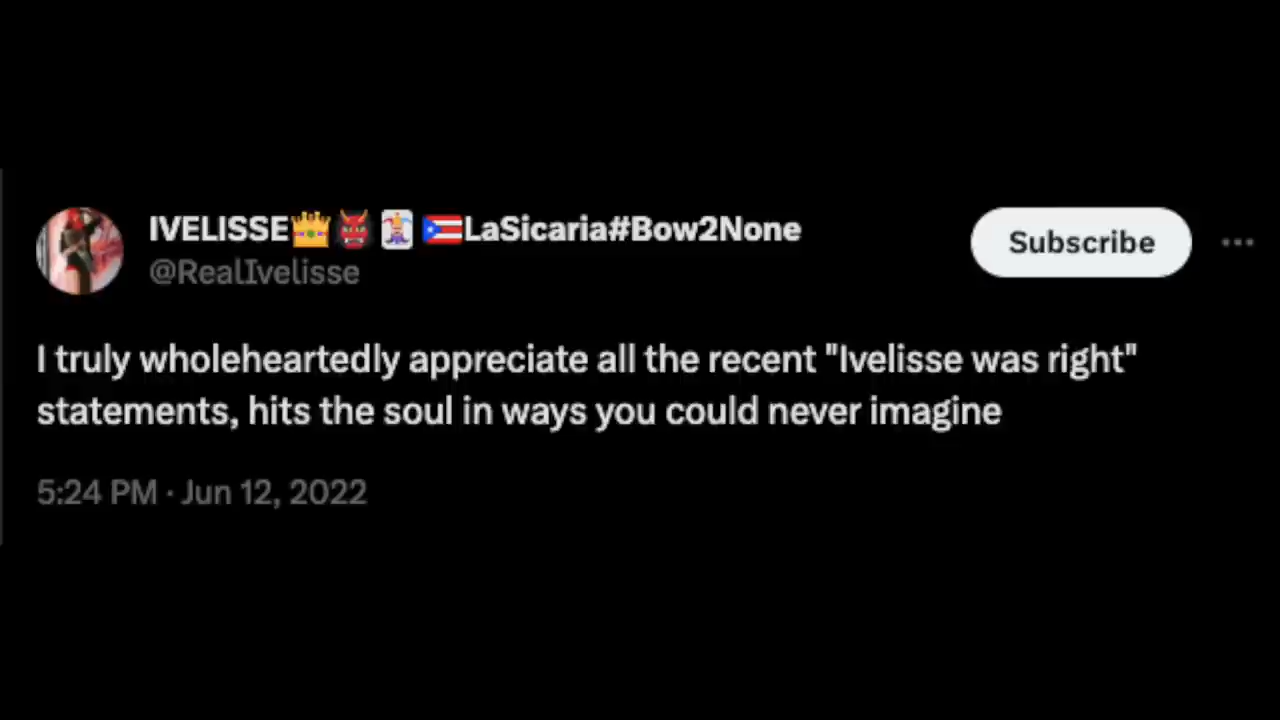 IVELISSE👑👹🃏🇵🇷LaSicaria#Bow2None
@RealIvelisse
Subscribe
I truly wholeheartedly appreciate all the recent "Ivelisse was right"
statements, hits the soul in ways you could never imagine
5:24 PM · Jun 12, 2022